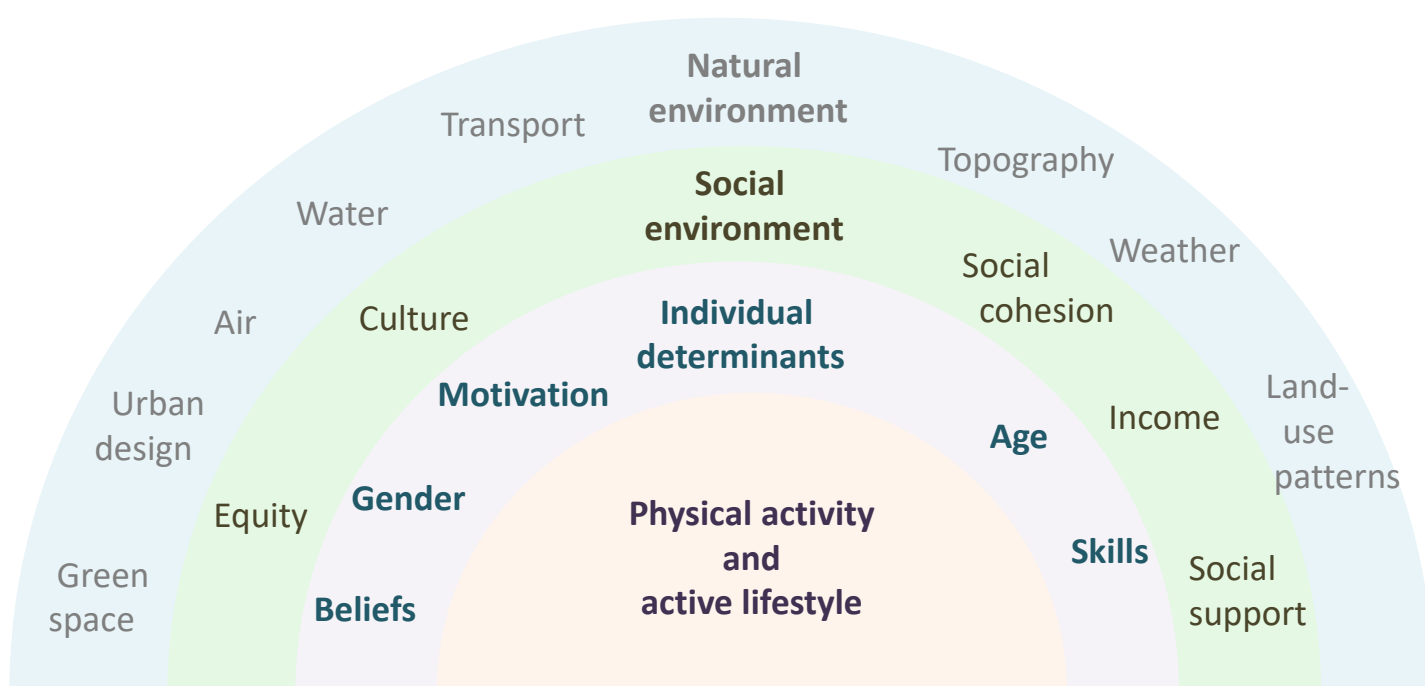 Natural
environment
Transport
Topography
Water
Weather
Air
Land-
use
patterns
Urban
design
Green
space
Social
environment
Culture
Social
cohesion
Income
Equity
Social
support
Individual
determinants
Motivation
Age
Gender
Skills
Beliefs
Physical activity
and
active lifestyle